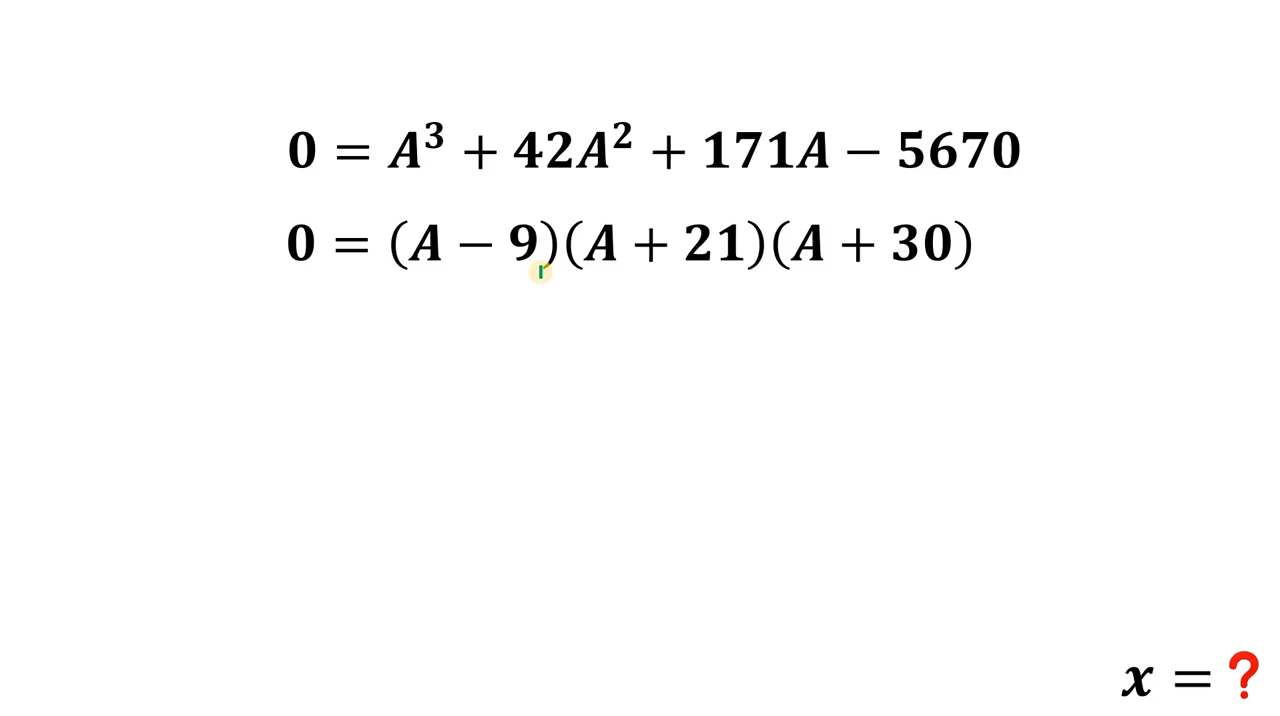 0 = A³ + 42A² + 171A − 5670
0 = (A − 9)(A + 21)(A + 30)
x = ?